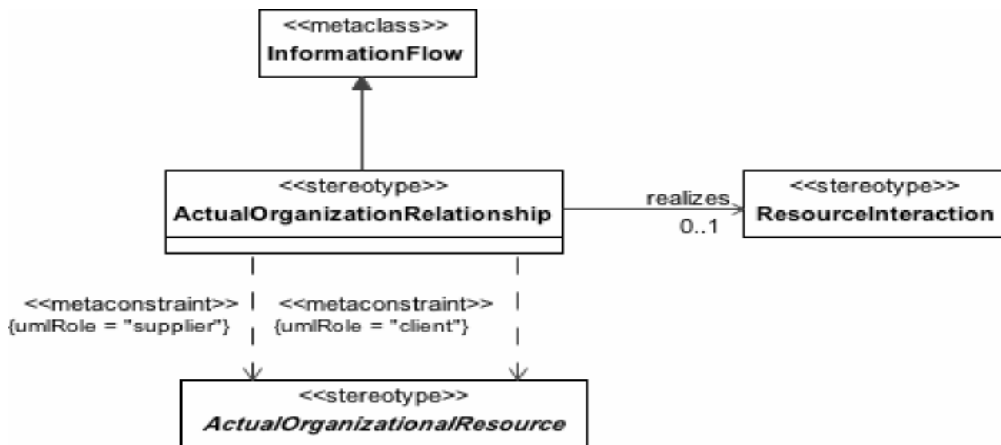 <<metaclass>>
InformationFlow
<<stereotype>>
ActualOrganizationRelationship
realizes
0..1
<<stereotype>>
ResourceInteraction
<<metaconstraint>>
{umlRole = "supplier"}
<<metaconstraint>>
{umlRole = "client"}
<<stereotype>>
ActualOrganizationalResource